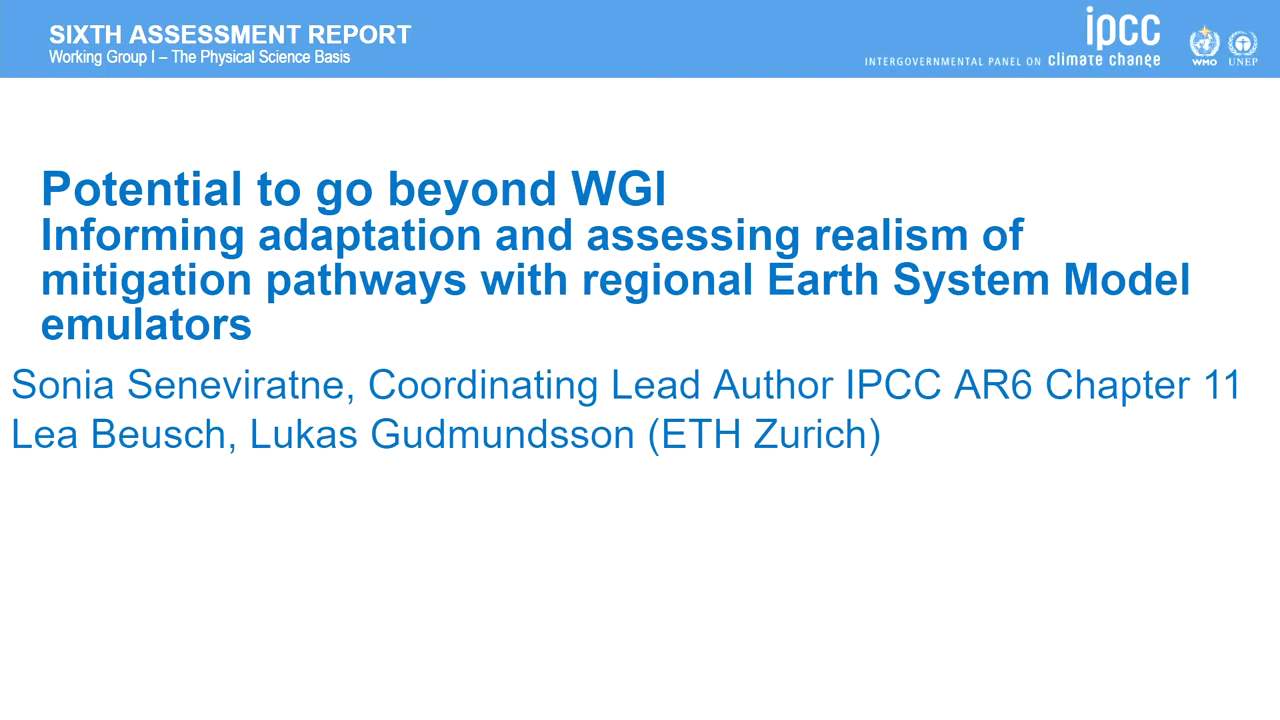 SIXTH ASSESSMENT REPORT
Working Group I – The Physical Science Basis
ipcc
INTERGOVERNMENTAL PANEL ON climate change
WMO UNEP
Potential to go beyond WGI
Informing adaptation and assessing realism of
mitigation pathways with regional Earth System Model
emulators
Sonia Seneviratne, Coordinating Lead Author IPCC AR6 Chapter 11
Lea Beusch, Lukas Gudmundsson (ETH Zurich)